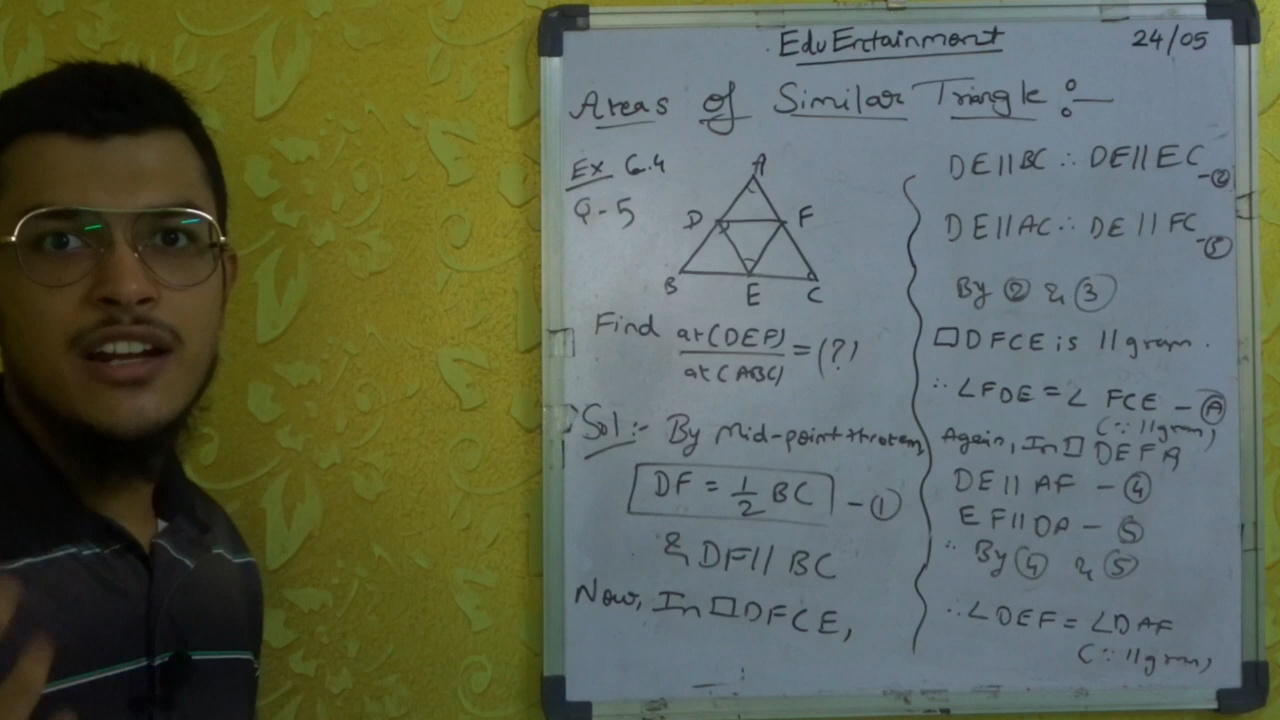 EduEntainment 24/05
Areas of Similar Triangle :—
Ex 6.4
Q-5
A
D F
B E C
Find ar(DEF)/ar(ABC) = (?)
Sol:- By Mid-point theorem
DF = 1/2 BC - ①
& DF // BC
Now, In □DFCE,
DE//BC ∴ DE//EC - ②
DE//AC ∴ DE//FC - ③
By ② & ③
□DFCE is //gram.
∴ ∠FDE = ∠FCE - Ⓐ
(∵ //gram)
Again, In □ DEFA
DE//AF - ④
EF//DA - ⑤
∴ By ④ & ⑤
∴ ∠DEF = ∠DAF
(∵ //gram)